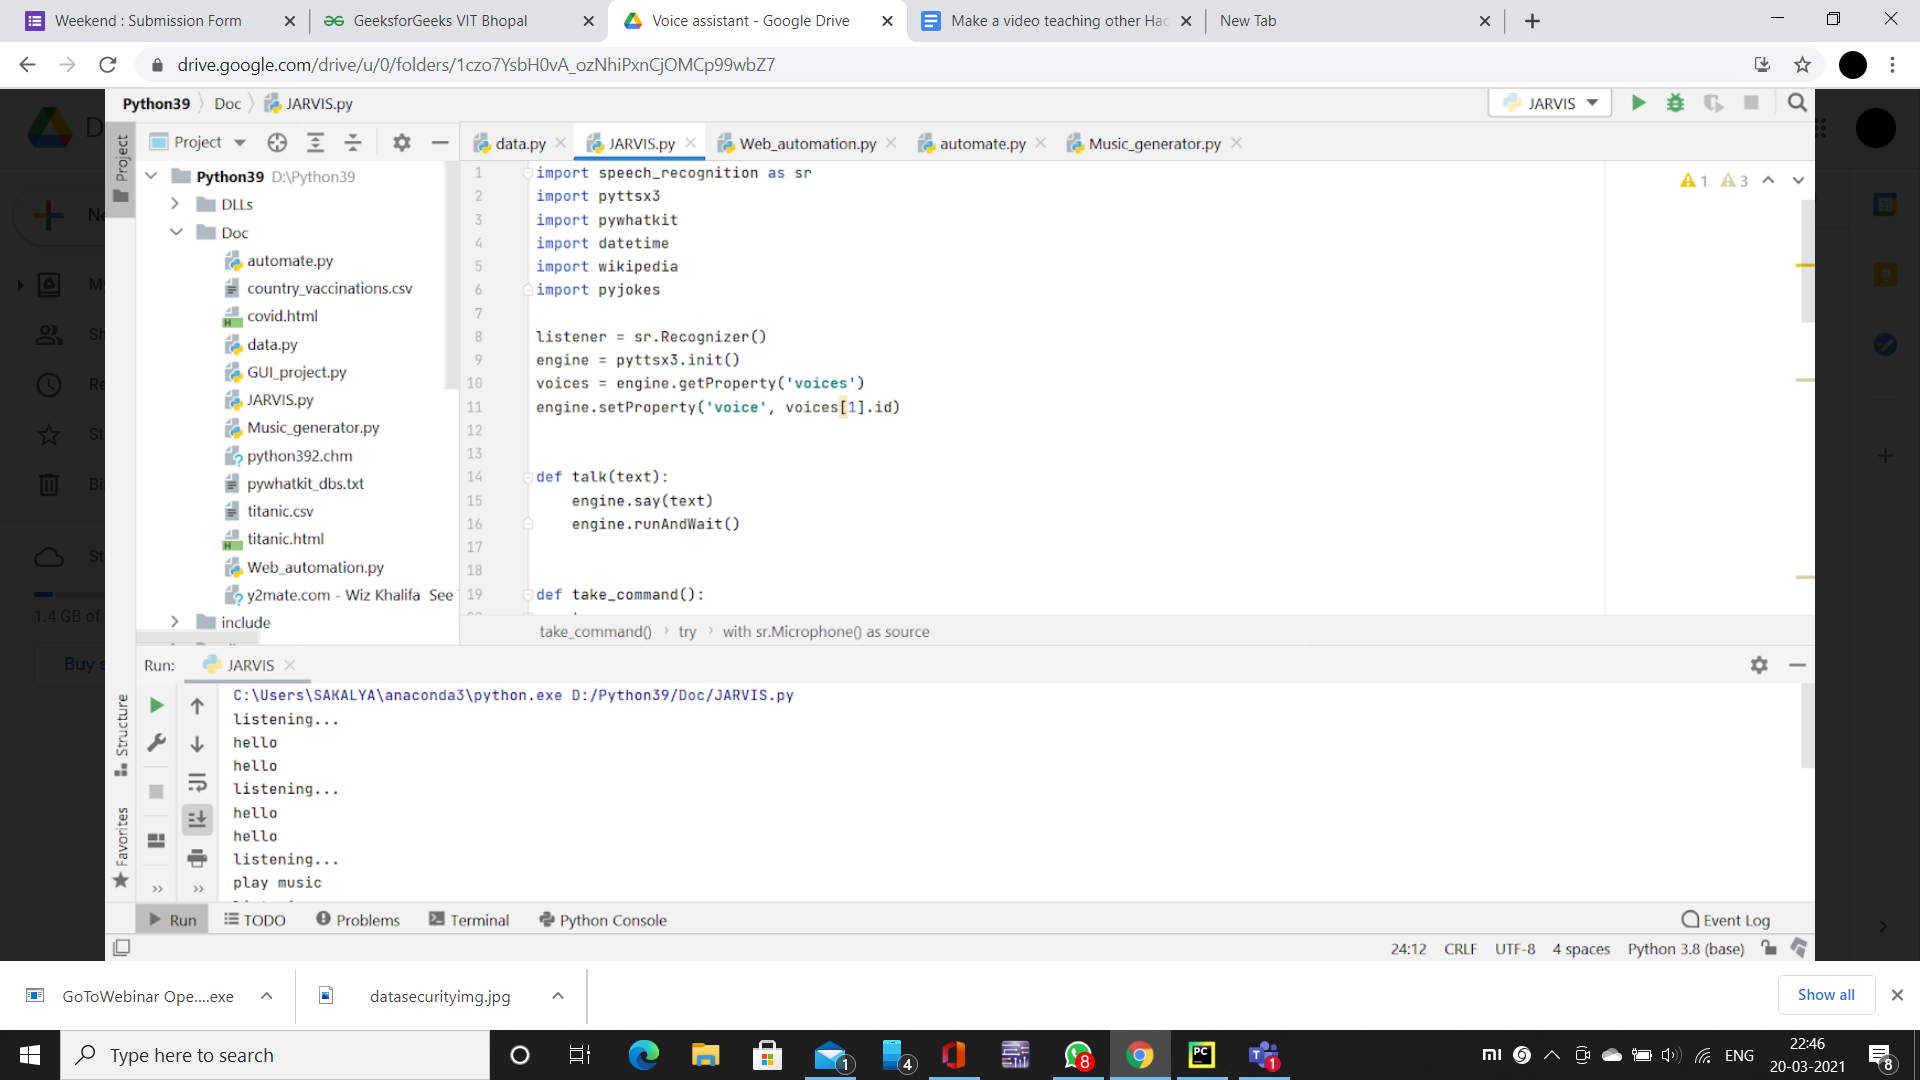 Weekend : Submission Form
GeeksforGeeks VIT Bhopal
Voice assistant - Google Drive
Make a video teaching other Hac
New Tab
drive.google.com/drive/u/0/folders/1czo7YsbH0vA_ozNhiPxnCjOMCp99wbZ7
Python39 Doc JARVIS.py
JARVIS
Project
data.py
JARVIS.py
Web_automation.py
automate.py
Music_generator.py
Project
Python39 D:\Python39
DLLs
Doc
automate.py
country_vaccinations.csv
covid.html
data.py
GUI_project.py
JARVIS.py
Music_generator.py
python392.chm
pywhatkit_dbs.txt
titanic.csv
titanic.html
Web_automation.py
y2mate.com - Wiz Khalifa See
include
1 import speech_recognition as sr
2 import pyttsx3
3 import pywhatkit
4 import datetime
5 import wikipedia
6 import pyjokes
7
8 listener = sr.Recognizer()
9 engine = pyttsx3.init()
10 voices = engine.getProperty('voices')
11 engine.setProperty('voice', voices[1].id)
12
13
14 def talk(text):
15 engine.say(text)
16 engine.runAndWait()
17
18
19 def take_command():
1 3
take_command() try with sr.Microphone() as source
1.4 GB of
Buy s
Run: JARVIS
Structure
Favorites
C:\Users\SAKALYA\anaconda3\python.exe D:/Python39/Doc/JARVIS.py
listening...
hello
hello
listening...
hello
hello
listening...
play music
Run TODO Problems Terminal Python Console Event Log
24:12 CRLF UTF-8 4 spaces Python 3.8 (base)
GoToWebinar Ope....exe
datasecurityimg.jpg
Show all
Type here to search
1
4
8
PC
1
mi
ENG
22:46
20-03-2021
8